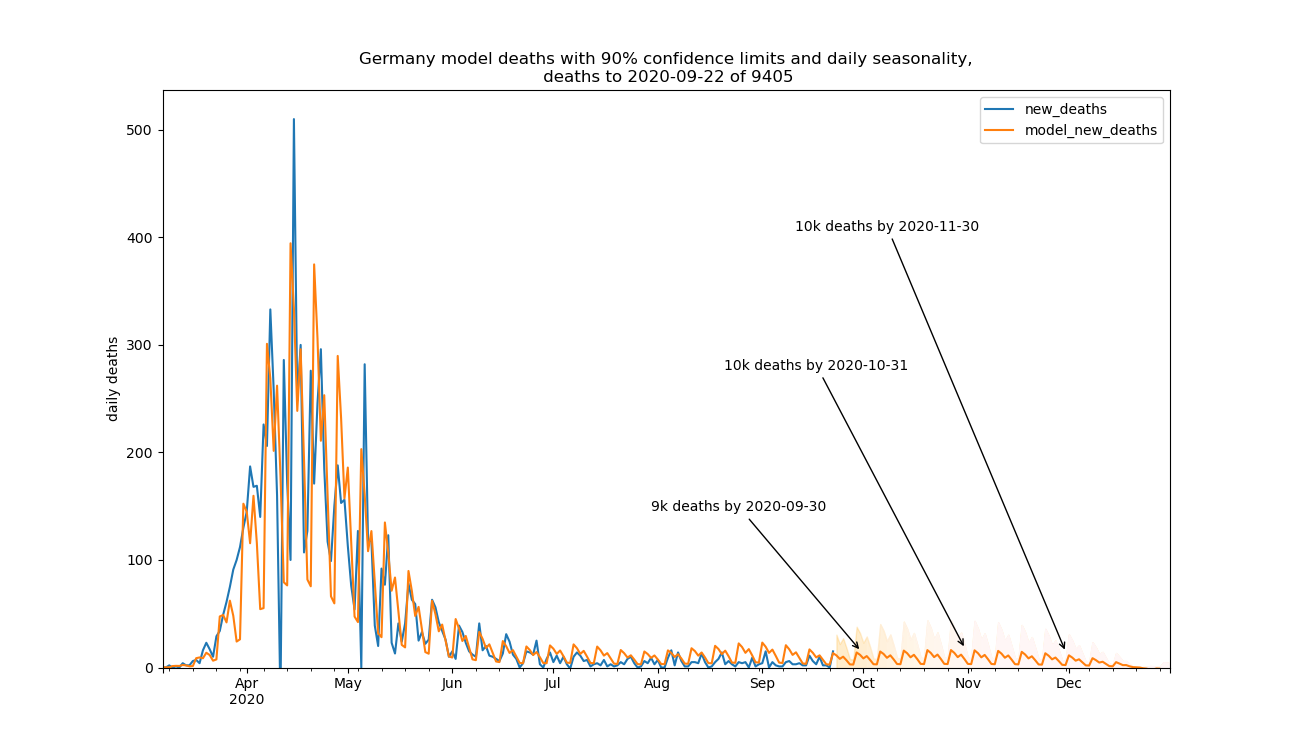 Germany model deaths with 90% confidence limits and daily seasonality,
deaths to 2020-09-22 of 9405
new_deaths
model_new_deaths
daily deaths
500
400
300
200
100
0
10k deaths by 2020-11-30
10k deaths by 2020-10-31
9k deaths by 2020-09-30
Apr May Jun Jul Aug Sep Oct Nov Dec
2020